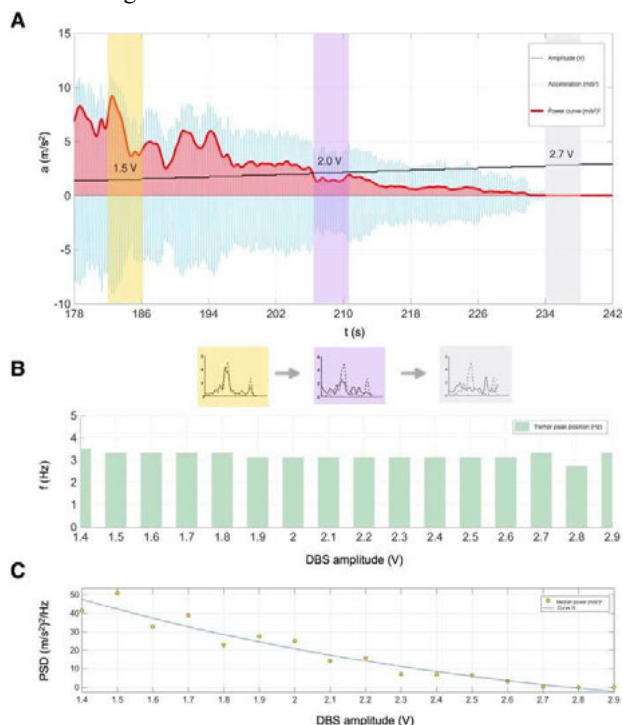 A
15
10
5
0
-5
-10
a (m/s²)
1.5 V
2.0 V
2.7 V
Amplitude (V)
Acceleration (m/s²)
Power curve (m/s²)²
178 186 194 202 210 218 226 234 242
t (s)
B
5
4
3
2
1
0
f (Hz)
Tremor peak position (Hz)
1.4 1.5 1.6 1.7 1.8 1.9 2 2.1 2.2 2.3 2.4 2.5 2.6 2.7 2.8 2.9
DBS amplitude (V)
C
50
40
30
20
10
0
PSD (m/s²)²/Hz
Median power (m/s²)²
1.4 1.5 1.6 1.7 1.8 1.9 2 2.1 2.2 2.3 2.4 2.5 2.6 2.7 2.8 2.9
DBS amplitude (V)